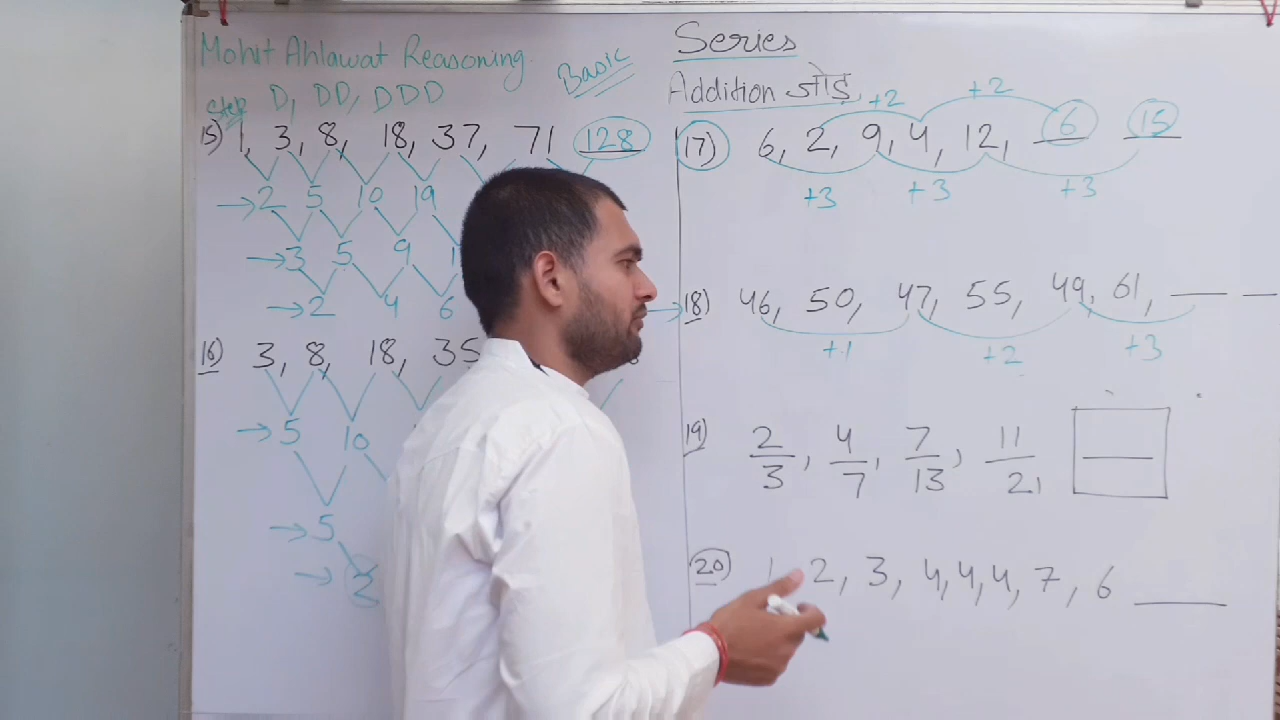 Mohit Ahlawat Reasoning
Basic
Step D, DD, DDD
15) 1, 3, 8, 18, 37, 71 128
2 5 10 19
3 5 9
2 4 6
16) 3, 8, 18, 35
5 10
5
2
Series
Addition जोड़
+2 +2
17) 6, 2, 9, 4, 12, 6 15
+3 +3 +3
18) 46, 50, 47, 55, 49, 61, __ __
+1 +2 +3
19) 2/3, 4/7, 7/13, 11/21,
20) 1, 2, 3, 4, 4, 4, 7, 6 ____